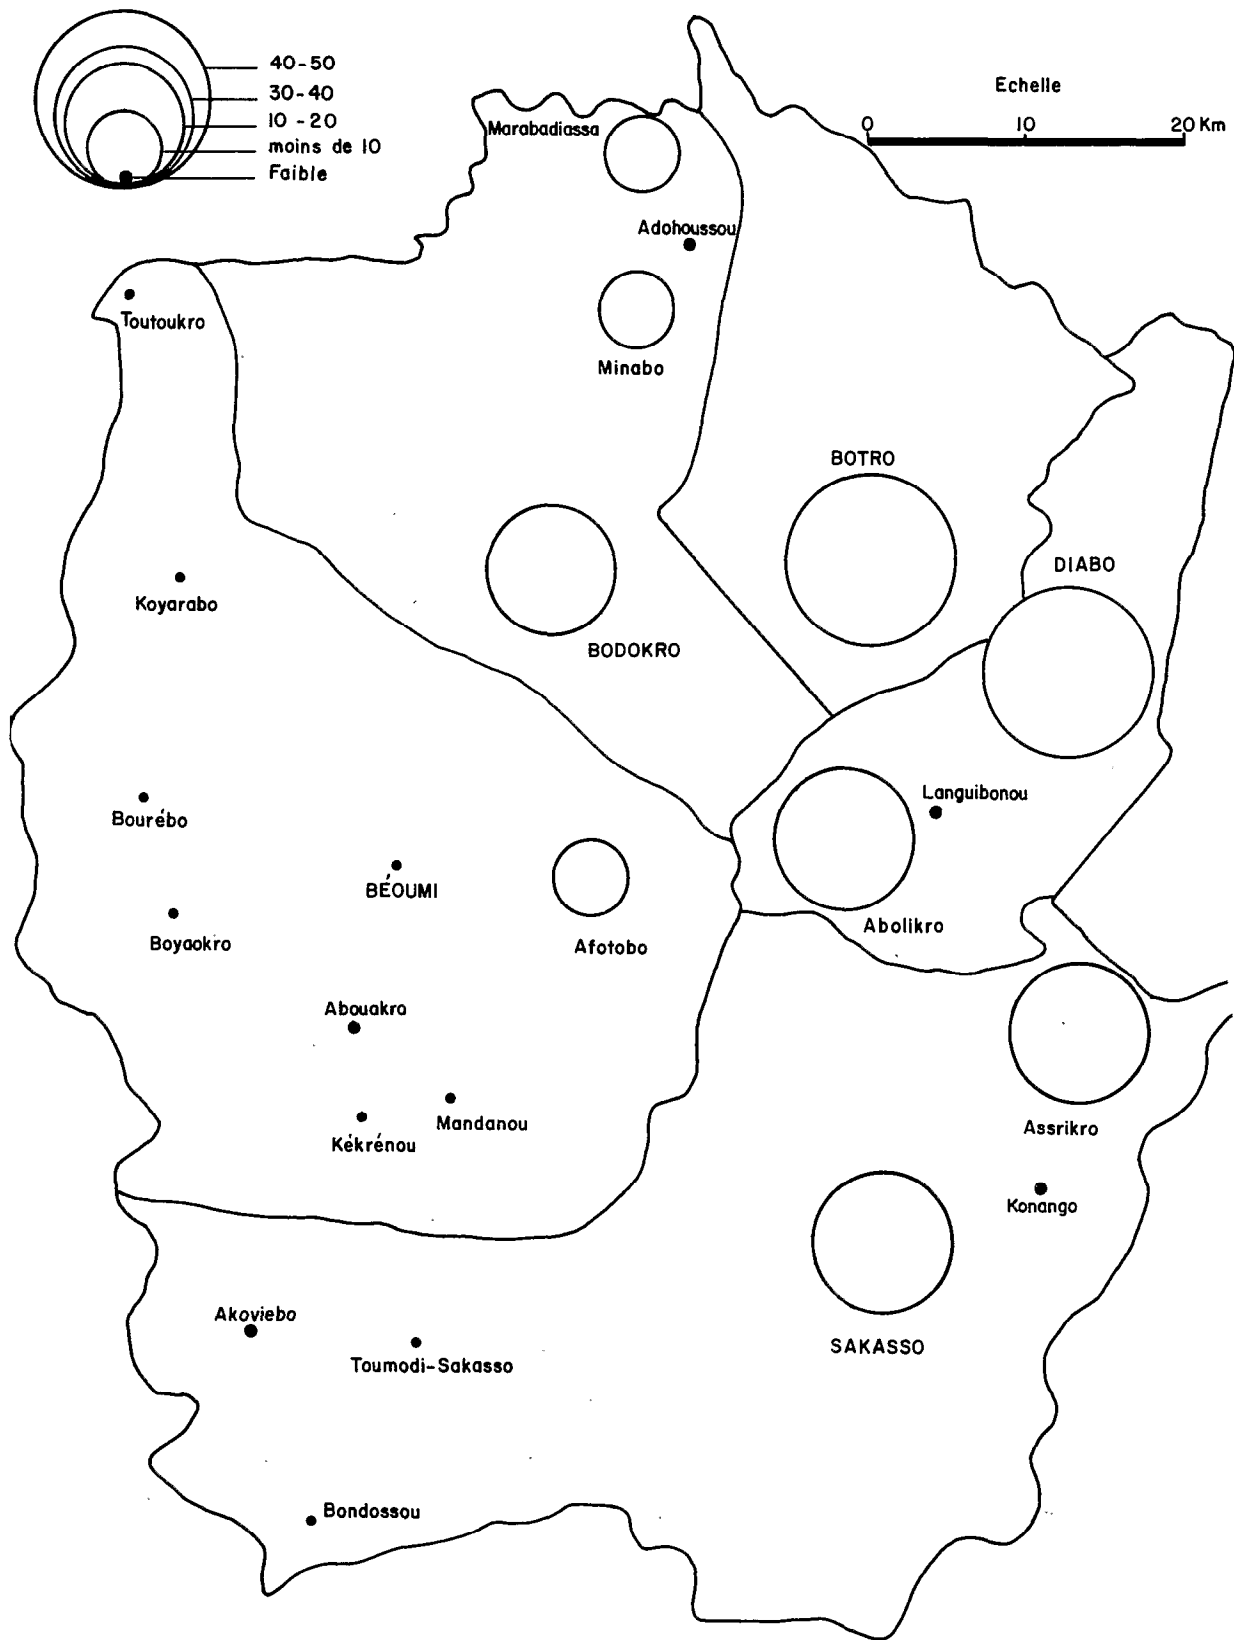 40-50
30-40
10-20
moins de 10
Faible
Echelle
0 10 20 Km
Marabadiassa
Adohoussou
Toutoukro
Minabo
BOTRO
DIABO
Koyarabo
BODOKRO
Languibonou
Bourébo
BÉOUMI
Abolikro
Boyaokro
Afotobo
Abouakro
Mandanou
Kékrénou
Assrikro
Konango
Akoviebo
SAKASSO
Toumodi-Sakasso
Bondossou